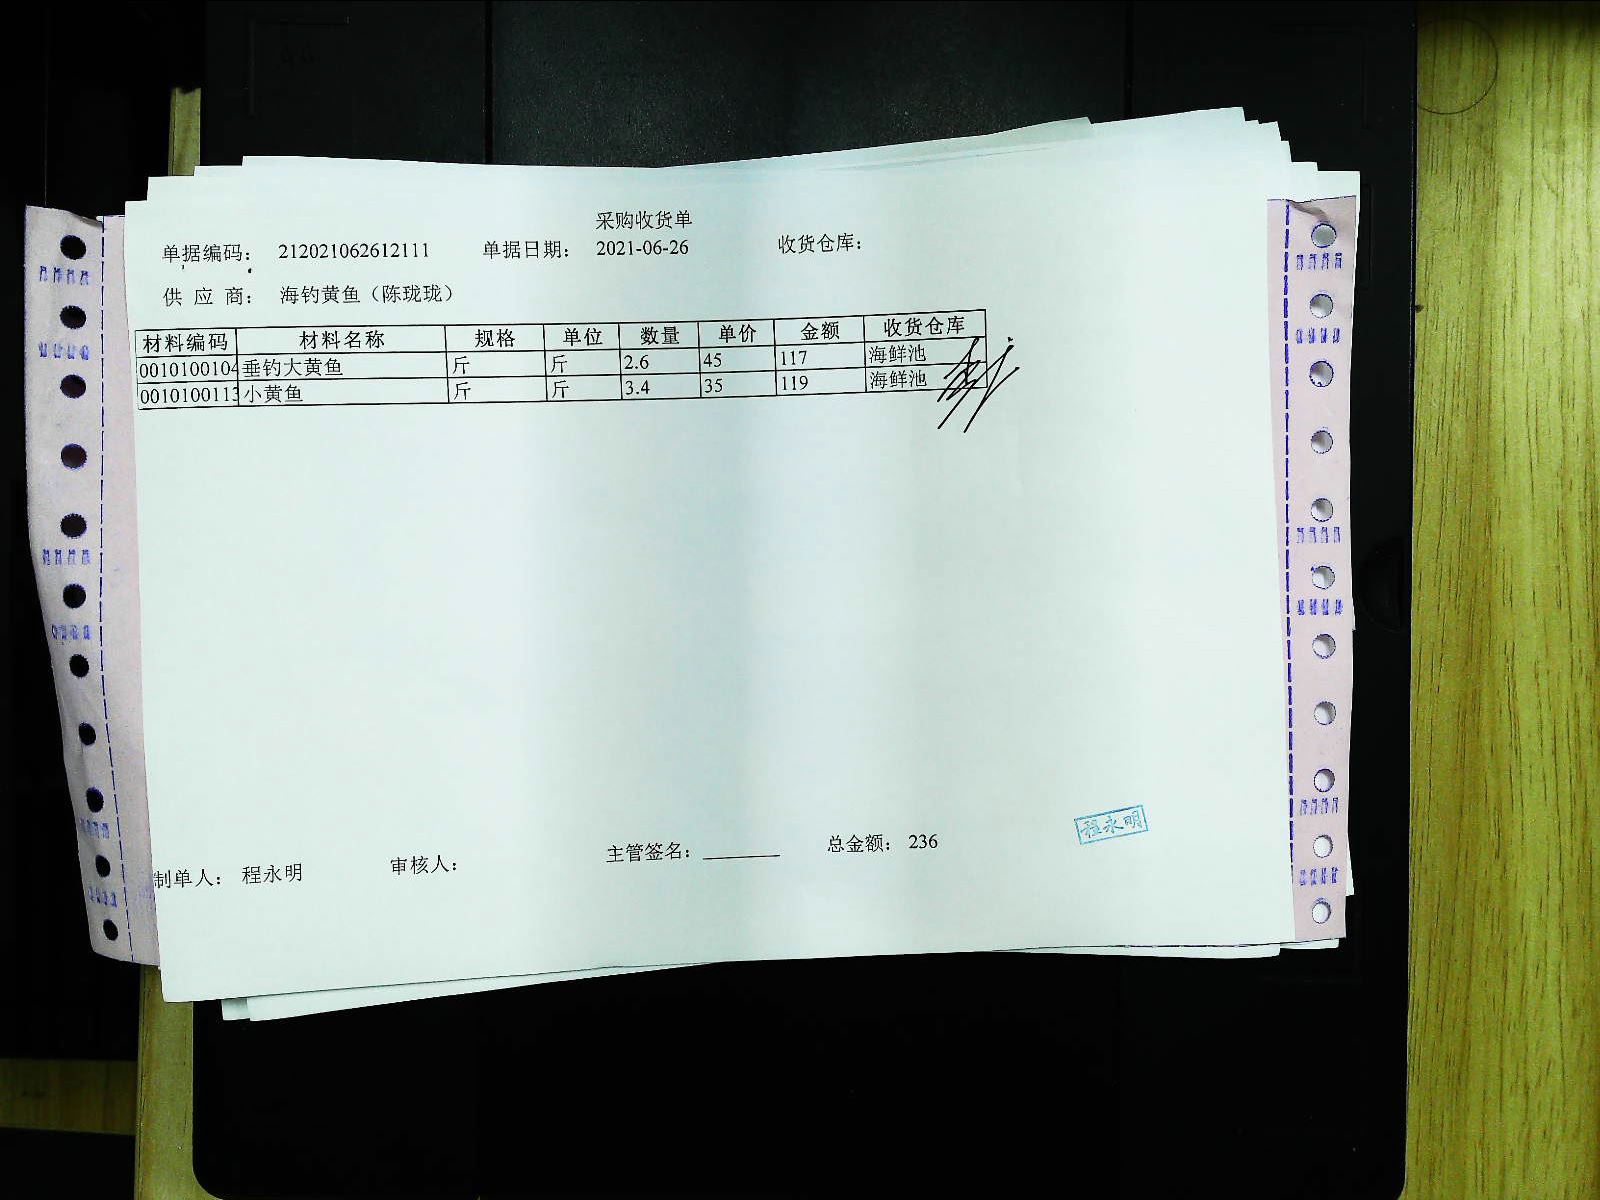 采购收货单
单据编码： 212021062612111 单据日期： 2021-06-26 收货仓库：
供 应 商： 海钓黄鱼（陈珑珑）
材料编码 材料名称 规格 单位 数量 单价 金额 收货仓库
0010100104 垂钓大黄鱼 斤 斤 2.6 45 117 海鲜池
0010100113 小黄鱼 斤 斤 3.4 35 119 海鲜池
制单人： 程永明 审核人： 主管签名： 总金额： 236
程永明